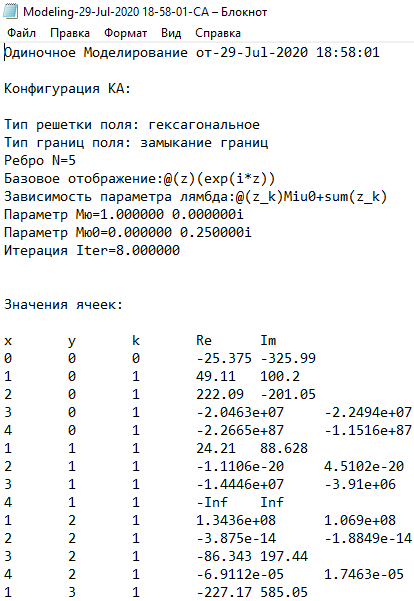 Modeling-29-Jul-2020 18-58-01-CA – Блокнот
Файл Правка Формат Вид Справка
Одиночное Моделирование от-29-Jul-2020 18:58:01
Конфигурация КА:
Тип решетки поля: гексагональное
Тип границ поля: замыкание границ
Ребро N=5
Базовое отображение:@(z)(exp(i*z))
Зависимость параметра лямбда:@(z_k)Miu0+sum(z_k)
Параметр Мю=1.000000 0.000000i
Параметр Мю0=0.000000 0.250000i
Итерация Iter=8.000000
Значения ячеек:
x y k Re Im
0 0 0 -25.375 -325.99
1 0 1 49.11 100.2
2 0 1 222.09 -201.05
3 0 1 -2.0463e+07 -2.2494e+07
4 0 1 -2.2665e+87 -1.1516e+87
1 1 1 24.21 88.628
2 1 1 -1.1106e-20 4.5102e-20
3 1 1 -1.4446e+07 -3.91e+06
4 1 1 -Inf Inf
1 2 1 1.3436e+08 1.069e+08
2 2 1 -3.875e-14 -1.8849e-14
3 2 1 -86.343 197.44
4 2 1 -6.9112e-05 1.7463e-05
1 3 1 -227.17 585.05